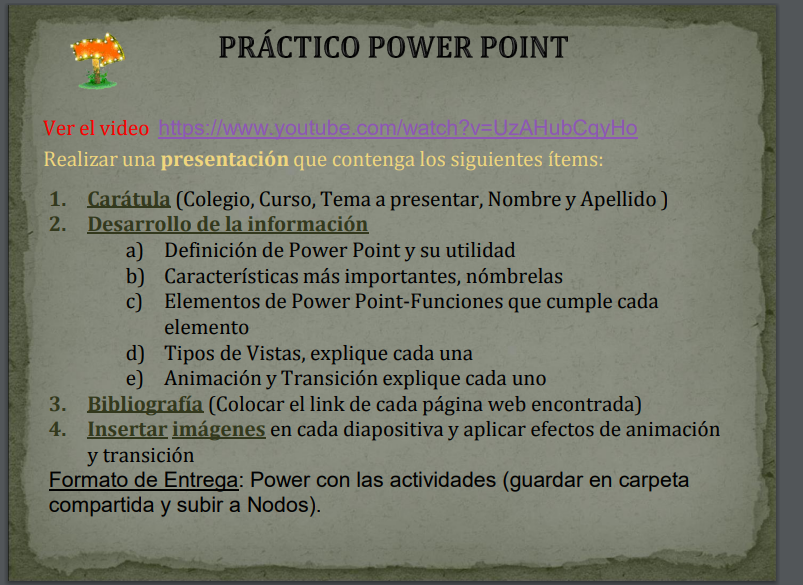 PRÁCTICO POWER POINT
Ver el video https://www.youtube.com/watch?v=UzAHubCqyHo
Realizar una presentación que contenga los siguientes ítems:
1. Carátula (Colegio, Curso, Tema a presentar, Nombre y Apellido )
2. Desarrollo de la información
a) Definición de Power Point y su utilidad
b) Características más importantes, nómbrelas
c) Elementos de Power Point-Funciones que cumple cada
elemento
d) Tipos de Vistas, explique cada una
e) Animación y Transición explique cada uno
3. Bibliografía (Colocar el link de cada página web encontrada)
4. Insertar imágenes en cada diapositiva y aplicar efectos de animación
y transición
Formato de Entrega: Power con las actividades (guardar en carpeta
compartida y subir a Nodos).